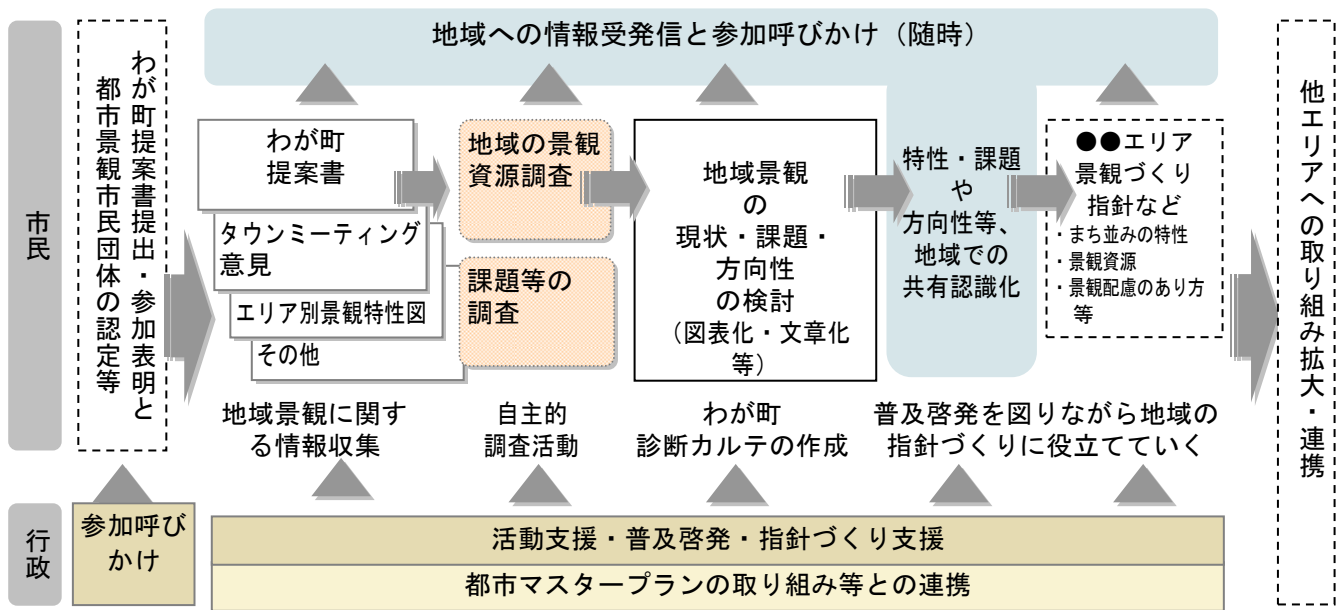 地域への情報受発信と参加呼びかけ（随時）
市民
わが町提案書提出・参加表明と
都市景観市民団体の認定等
わが町
提案書
タウンミーティング
意見
エリア別景観特性図
その他
地域景観に関す
る情報収集
地域の景観
資源調査
課題等の
調査
自主的
調査活動
地域景観
の
現状・課題・
方向性
の検討
（図表化・文章化
等）
わが町
診断カルテの作成
特性・課題
や
方向性等、
地域での
共有認識化
●●エリア
景観づくり
指針など
・まち並みの特性
・景観資源
・景観配慮のあり方
等
普及啓発を図りながら地域の
指針づくりに役立てていく
他エリアへの取り組み拡大・連携
行政
参加呼び
かけ
活動支援・普及啓発・指針づくり支援
都市マスタープランの取り組み等との連携